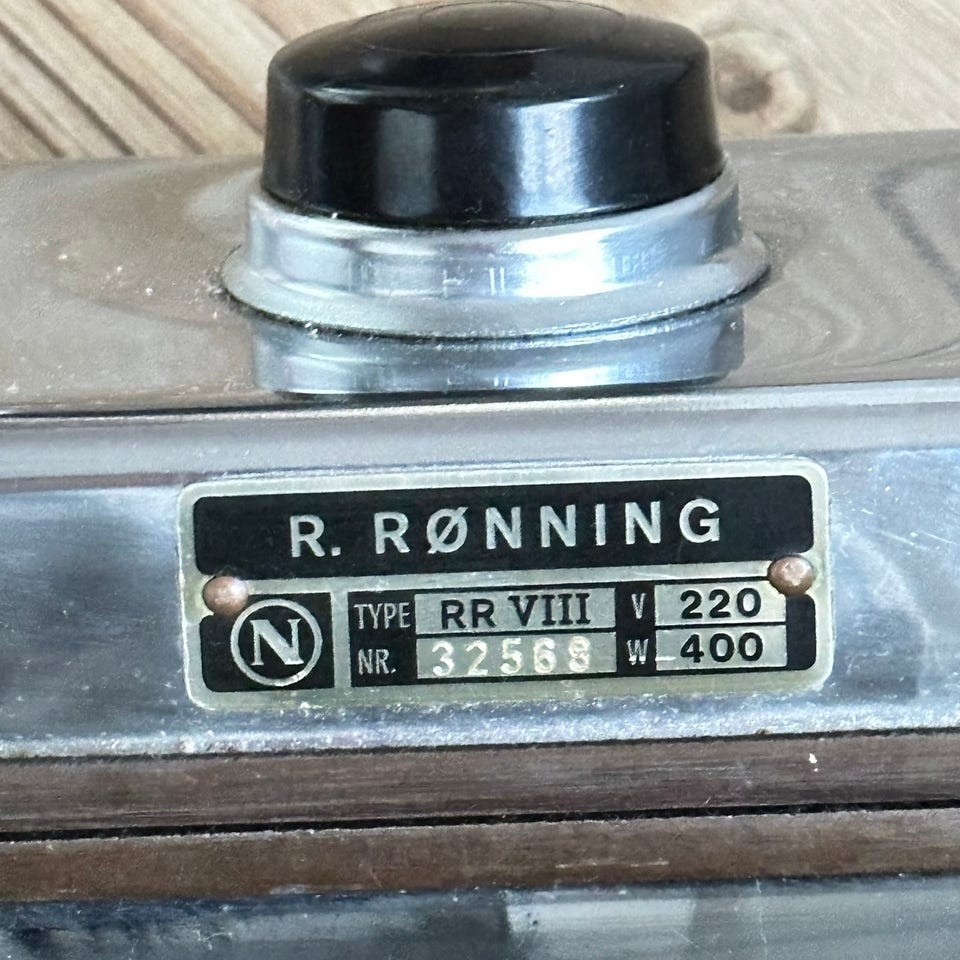 R. RØNNING
N TYPE RR VIII V 220
NR. 32568 W 400